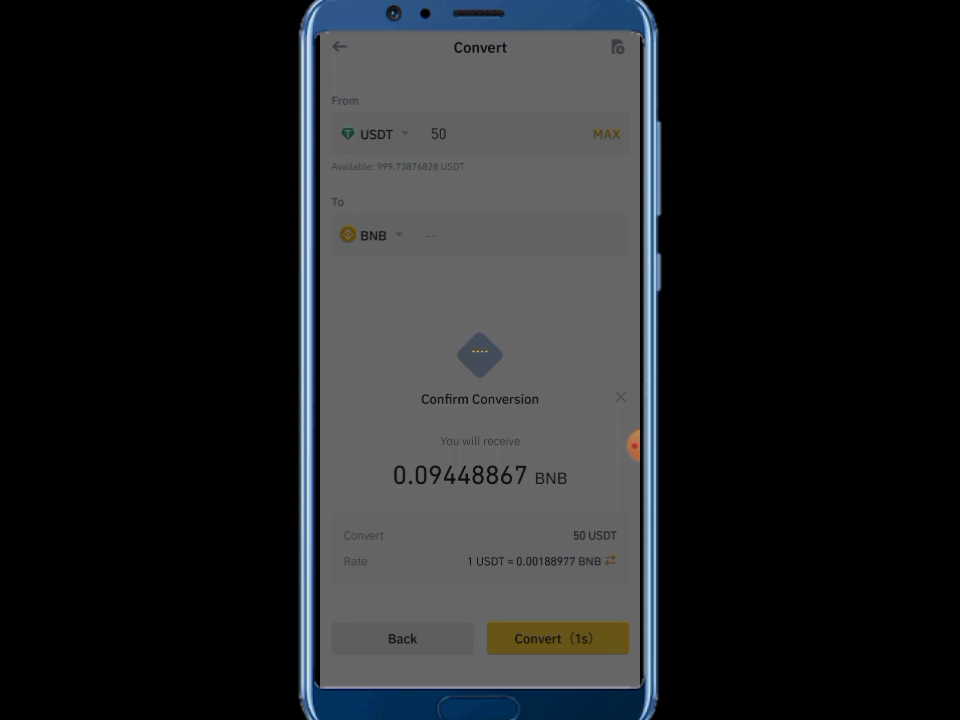 Convert
From
USDT 50 MAX
Available: 999.73876828 USDT
To
BNB --
Confirm Conversion
You will receive
0.09448867 BNB
Convert 50 USDT
Rate 1 USDT ≈ 0.00188977 BNB
Back Convert (1s)